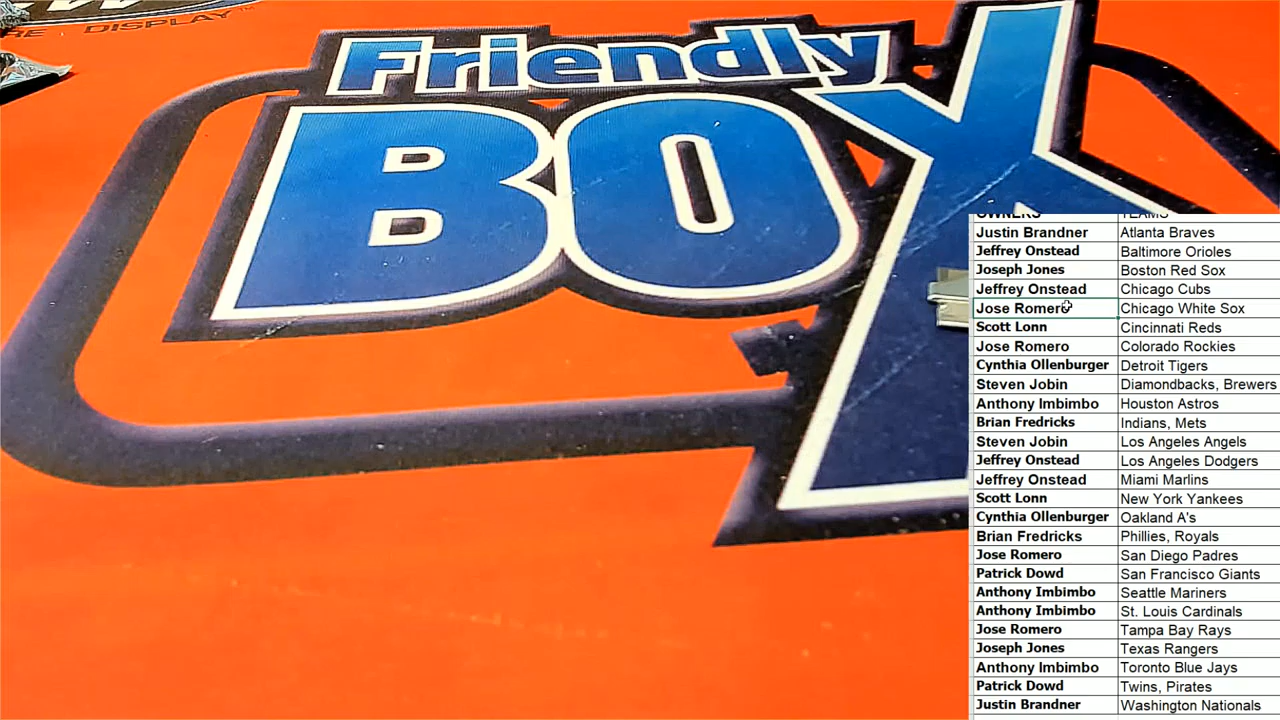 DISPLAY™
Friendly
BOX
OWNERS TEAMS
Justin Brandner Atlanta Braves
Jeffrey Onstead Baltimore Orioles
Joseph Jones Boston Red Sox
Jeffrey Onstead Chicago Cubs
Jose Romero Chicago White Sox
Scott Lonn Cincinnati Reds
Jose Romero Colorado Rockies
Cynthia Ollenburger Detroit Tigers
Steven Jobin Diamondbacks, Brewers
Anthony Imbimbo Houston Astros
Brian Fredricks Indians, Mets
Steven Jobin Los Angeles Angels
Jeffrey Onstead Los Angeles Dodgers
Jeffrey Onstead Miami Marlins
Scott Lonn New York Yankees
Cynthia Ollenburger Oakland A's
Brian Fredricks Phillies, Royals
Jose Romero San Diego Padres
Patrick Dowd San Francisco Giants
Anthony Imbimbo Seattle Mariners
Anthony Imbimbo St. Louis Cardinals
Jose Romero Tampa Bay Rays
Joseph Jones Texas Rangers
Anthony Imbimbo Toronto Blue Jays
Patrick Dowd Twins, Pirates
Justin Brandner Washington Nationals